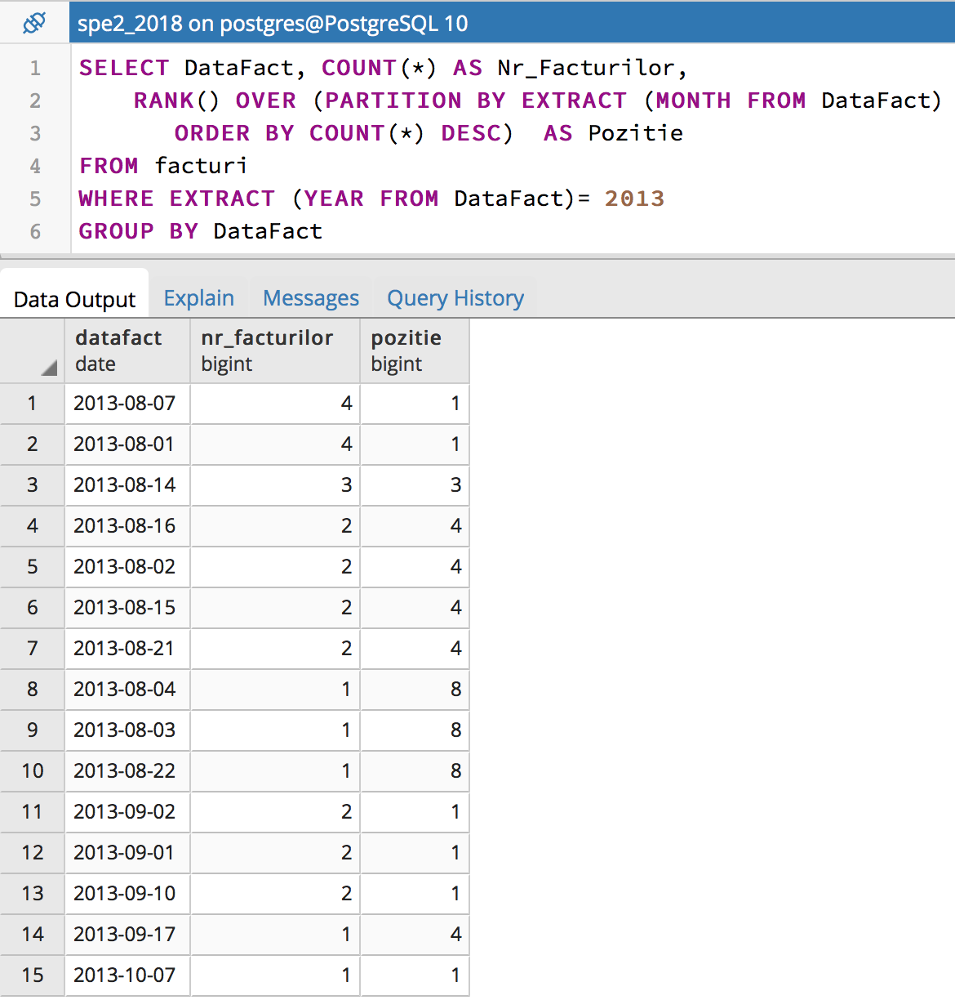 spe2_2018 on postgres@PostgreSQL 10
1 SELECT DataFact, COUNT(*) AS Nr_Facturilor,
2 RANK() OVER (PARTITION BY EXTRACT (MONTH FROM DataFact)
3 ORDER BY COUNT(*) DESC)  AS Pozitie
4 FROM facturi
5 WHERE EXTRACT (YEAR FROM DataFact)= 2013
6 GROUP BY DataFact
Data Output Explain Messages Query History
datafact nr_facturilor pozitie
date bigint bigint
1 2013-08-07 4 1
2 2013-08-01 4 1
3 2013-08-14 3 3
4 2013-08-16 2 4
5 2013-08-02 2 4
6 2013-08-15 2 4
7 2013-08-21 2 4
8 2013-08-04 1 8
9 2013-08-03 1 8
10 2013-08-22 1 8
11 2013-09-02 2 1
12 2013-09-01 2 1
13 2013-09-10 2 1
14 2013-09-17 1 4
15 2013-10-07 1 1